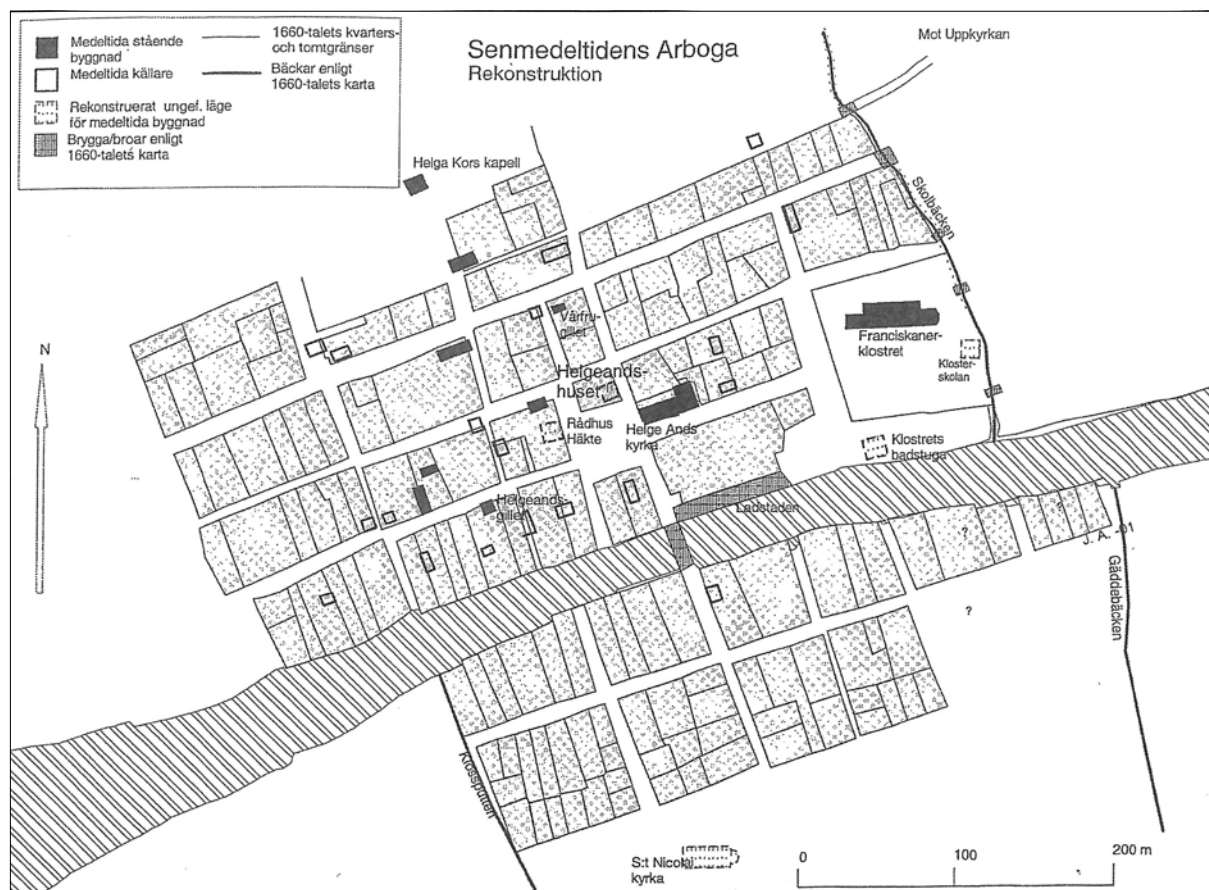 Medeltida stående
byggnad
Medeltida källare
Rekonstruerat ungef. läge
för medeltida byggnad
Brygga/broar enligt
1660-talets karta
1660-talets kvarters-
och tomtgränser
Bäckar enligt
1660-talets karta
Senmedeltidens Arboga
Rekonstruktion
Mot Uppkyrkan
Helga Kors kapell
Skolbäcken
N
Vårfru-
gillet
Franciskaner-
klostret
Kloster-
skolan
Helgeands-
huset
Rådhus
Häkte
Helge Ands
kyrka
Klostrets
badstuga
Helgeands-
gillet
Ladstaden
?
J. A. -01
?
Gäddebäcken
Klossputten
S:t Nicolai
kyrka
0
100
200 m